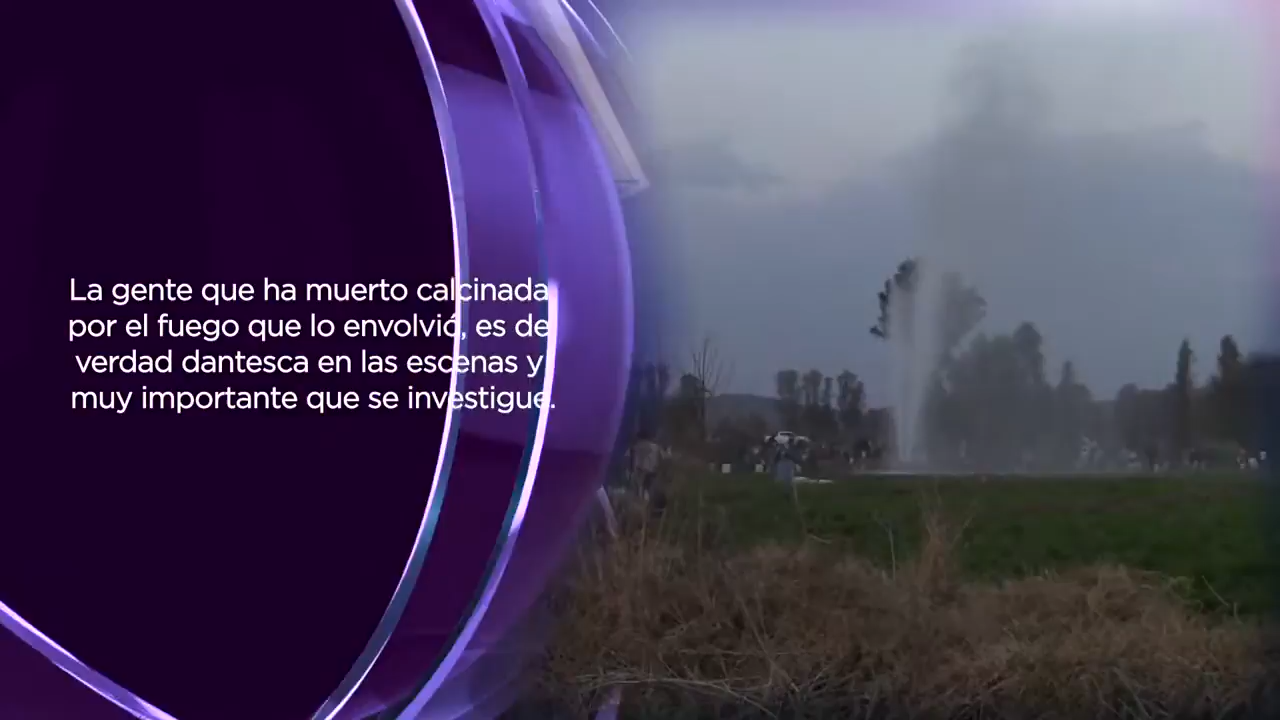 La gente que ha muerto calcinada
por el fuego que lo envolvió, es de
verdad dantesca en las escenas y
muy importante que se investigue.